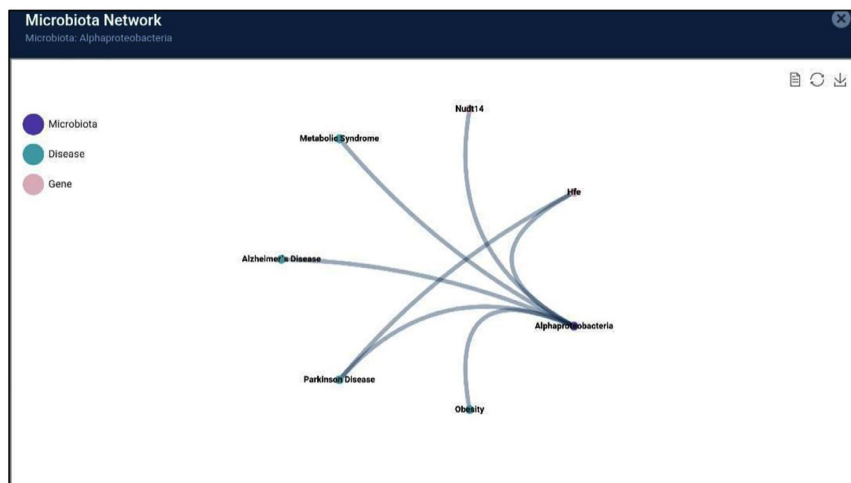 Microbiota Network
Microbiota: Alphaproteobacteria
Microbiota
Disease
Gene
Nudt14
Metabolic Syndrome
Hfe
Alzheimer's Disease
Alphaproteobacteria
Parkinson Disease
Obesity